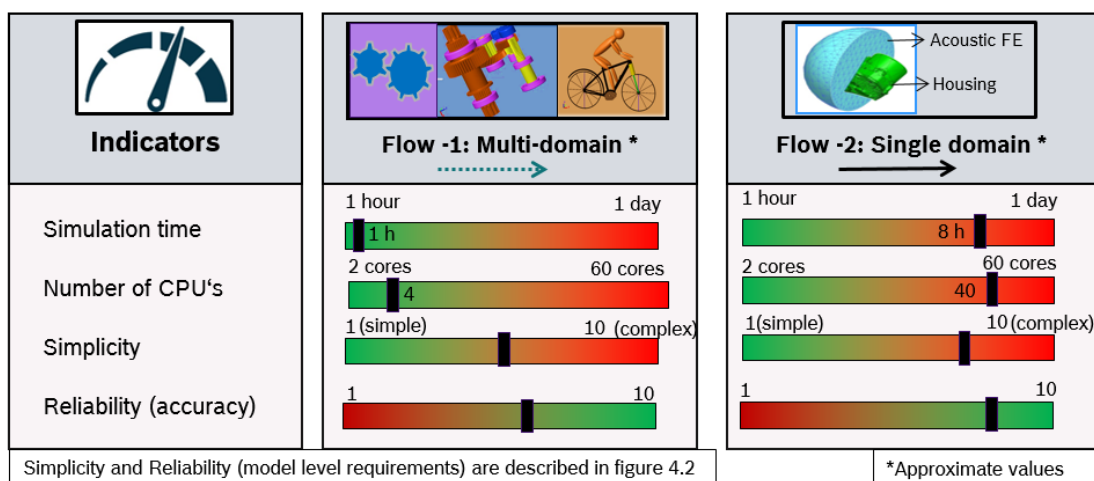 Indicators
Simulation time
Number of CPU‘s
Simplicity
Reliability (accuracy)
Flow -1: Multi-domain *
1 hour 1 day
1 h
2 cores 60 cores
4
1 (simple) 10 (complex)
1 10
Acoustic FE
Housing
Flow -2: Single domain *
1 hour 1 day
8 h
2 cores 60 cores
40
1(simple) 10 (complex)
1 10
Simplicity and Reliability (model level requirements) are described in figure 4.2
*Approximate values